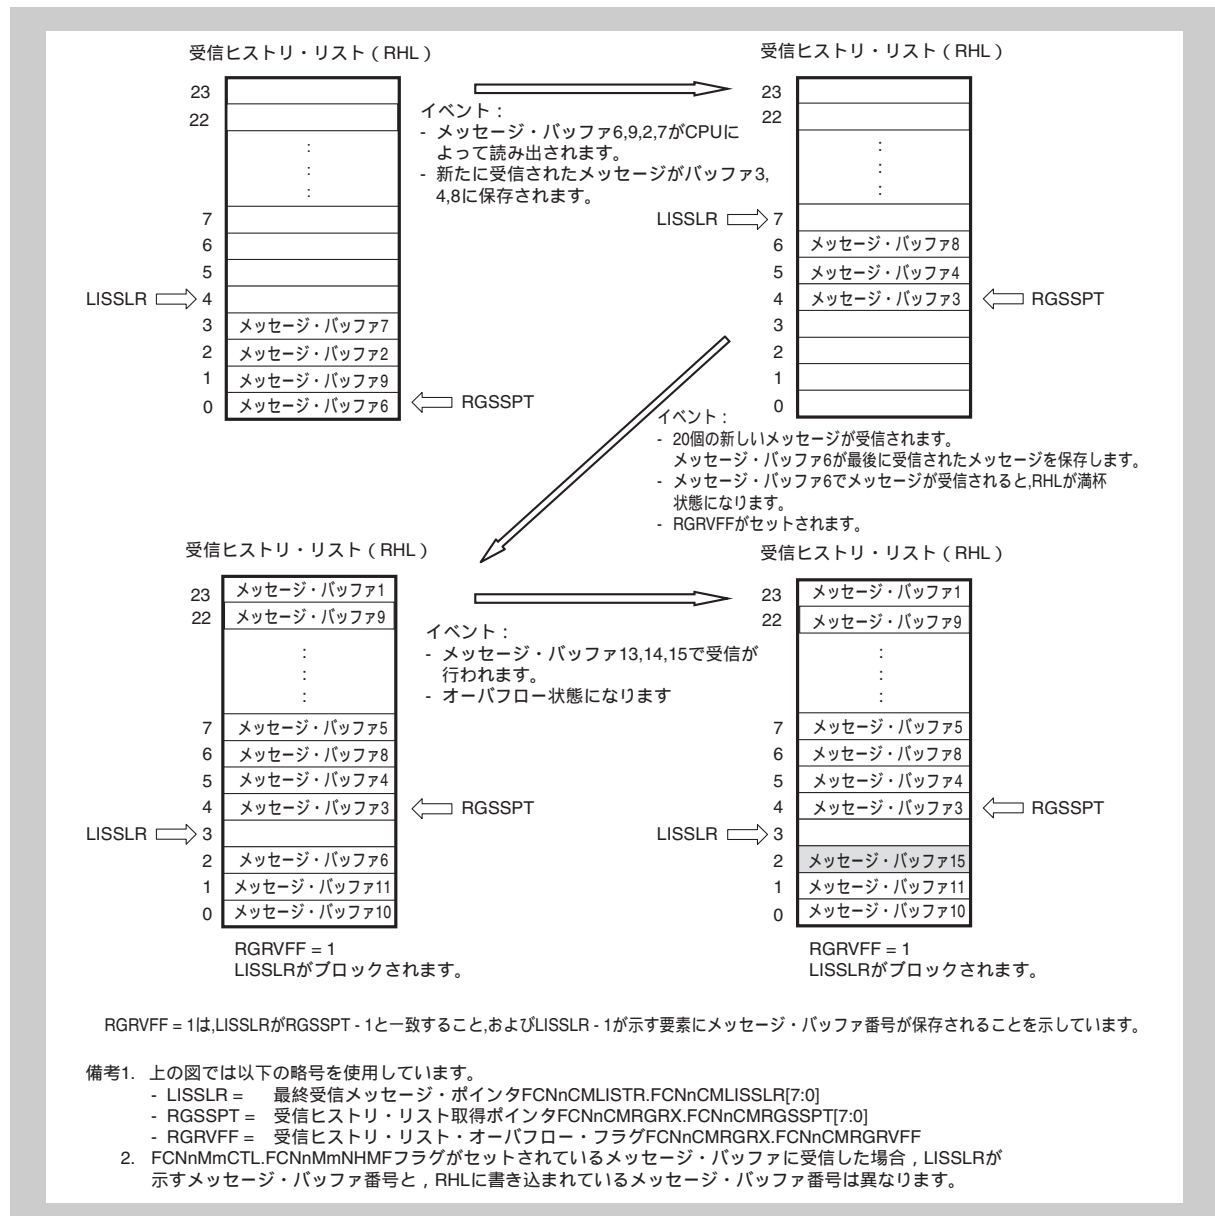 受信ヒストリ・リスト（RHL）
23
22
:
:
:
7
6
5
LISSLR
4
3 メッセージ・バッファ7
2 メッセージ・バッファ2
1 メッセージ・バッファ9
0 メッセージ・バッファ6
RGSSPT
イベント：
- メッセージ・バッファ6,9,2,7がCPUに
よって読み出されます。
- 新たに受信されたメッセージがバッファ3,
4,8に保存されます。
受信ヒストリ・リスト（RHL）
23
22
:
:
:
LISSLR
7
6 メッセージ・バッファ8
5 メッセージ・バッファ4
4 メッセージ・バッファ3
RGSSPT
3
2
1
0
イベント：
- 20個の新しいメッセージが受信されます。
メッセージ・バッファ6が最後に受信されたメッセージを保存します。
- メッセージ・バッファ6でメッセージが受信されると,RHLが満杯
状態になります。
- RGRVFFがセットされます。
受信ヒストリ・リスト（RHL）
23 メッセージ・バッファ1
22 メッセージ・バッファ9
:
:
:
7 メッセージ・バッファ5
6 メッセージ・バッファ8
5 メッセージ・バッファ4
4 メッセージ・バッファ3
RGSSPT
LISSLR
3
2 メッセージ・バッファ6
1 メッセージ・バッファ11
0 メッセージ・バッファ10
RGRVFF = 1
LISSLRがブロックされます。
イベント：
- メッセージ・バッファ13,14,15で受信が
行われます。
- オーバフロー状態になります
受信ヒストリ・リスト（RHL）
23 メッセージ・バッファ1
22 メッセージ・バッファ9
:
:
:
7 メッセージ・バッファ5
6 メッセージ・バッファ8
5 メッセージ・バッファ4
4 メッセージ・バッファ3
RGSSPT
LISSLR
3
2 メッセージ・バッファ15
1 メッセージ・バッファ11
0 メッセージ・バッファ10
RGRVFF = 1
LISSLRがブロックされます。
RGRVFF = 1は,LISSLRがRGSSPT - 1と一致すること,およびLISSLR - 1が示す要素にメッセージ・バッファ番号が保存されることを示しています。
備考1. 上の図では以下の略号を使用しています。
- LISSLR = 最終受信メッセージ・ポインタFCNnCMLISTR.FCNnCMLISSLR[7:0]
- RGSSPT = 受信ヒストリ・リスト取得ポインタFCNnCMRGRX.FCNnCMRGSSPT[7:0]
- RGRVFF = 受信ヒストリ・リスト・オーバフロー・フラグFCNnCMRGRX.FCNnCMRGRVFF
2. FCNnMmCTL.FCNnMmNHMFフラグがセットされているメッセージ・バッファに受信した場合，LISSLRが
示すメッセージ・バッファ番号と，RHLに書き込まれているメッセージ・バッファ番号は異なります。